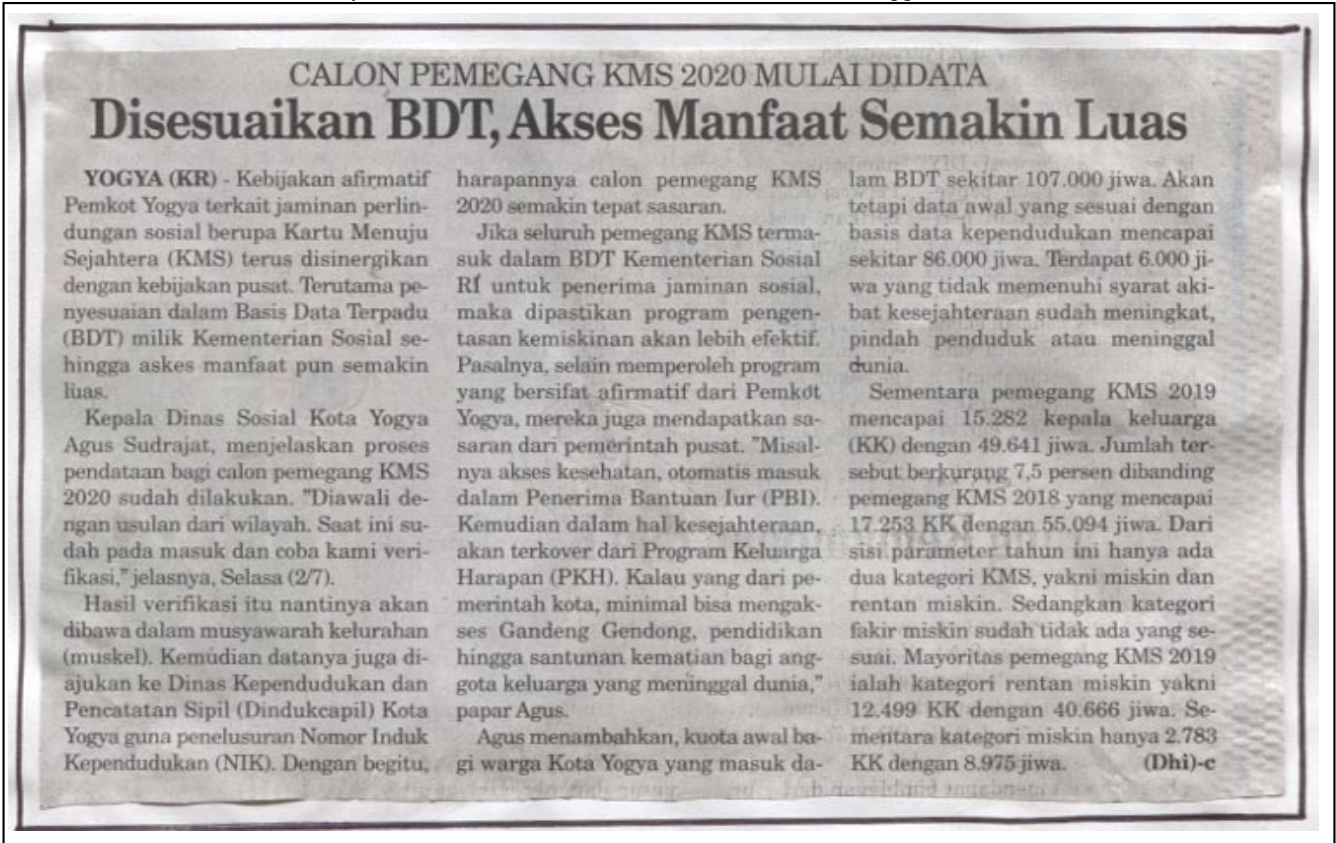 CALON PEMEGANG KMS 2020 MULAI DIDATA
Disesuaikan BDT, Akses Manfaat Semakin Luas
YOGYA (KR) - Kebijakan afirmatif
Pemkot Yogya terkait jaminan perlin-
dungan sosial berupa Kartu Menuju
Sejahtera (KMS) terus disinergikan
dengan kebijakan pusat. Terutama pe-
nyesuaian dalam Basis Data Terpadu
(BDT) milik Kementerian Sosial se-
hingga askes manfaat pun semakin
luas.
Kepala Dinas Sosial Kota Yogya
Agus Sudrajat, menjelaskan proses
pendataan bagi calon pemegang KMS
2020 sudah dilakukan. "Diawali de-
ngan usulan dari wilayah. Saat ini su-
dah pada masuk dan coba kami veri-
fikasi," jelasnya, Selasa (2/7).
Hasil verifikasi itu nantinya akan
dibawa dalam musyawarah kelurahan
(muskel). Kemudian datanya juga di-
ajukan ke Dinas Kependudukan dan
Pencatatan Sipil (Dindukcapil) Kota
Yogya guna penelusuran Nomor Induk
Kependudukan (NIK). Dengan begitu,
harapannya calon pemegang KMS
2020 semakin tepat sasaran.
Jika seluruh pemegang KMS terma-
suk dalam BDT Kementerian Sosial
RI untuk penerima jaminan sosial,
maka dipastikan program pengen-
tasan kemiskinan akan lebih efektif.
Pasalnya, selain memperoleh program
yang bersifat afirmatif dari Pemkot
Yogya, mereka juga mendapatkan sa-
saran dari pemerintah pusat. "Misal-
nya akses kesehatan, otomatis masuk
dalam Penerima Bantuan Iur (PBI).
Kemudian dalam hal kesejahteraan,
akan terkover dari Program Keluarga
Harapan (PKH). Kalau yang dari pe-
merintah kota, minimal bisa mengak-
ses Gandeng Gendong, pendidikan
hingga santunan kematian bagi ang-
gota keluarga yang meninggal dunia,"
papar Agus.
Agus menambahkan, kuota awal ba-
gi warga Kota Yogya yang masuk da-
lam BDT sekitar 107.000 jiwa. Akan
tetapi data awal yang sesuai dengan
basis data kependudukan mencapai
sekitar 86.000 jiwa. Terdapat 6.000 ji-
wa yang tidak memenuhi syarat aki-
bat kesejahteraan sudah meningkat,
pindah penduduk atau meninggal
dunia.
Sementara pemegang KMS 2019
mencapai 15.282 kepala keluarga
(KK) dengan 49.641 jiwa. Jumlah ter-
sebut berkurang 7,5 persen dibanding
pemegang KMS 2018 yang mencapai
17.253 KK dengan 55.094 jiwa. Dari
sisi parameter tahun ini hanya ada
dua kategori KMS, yakni miskin dan
rentan miskin. Sedangkan kategori
fakir miskin sudah tidak ada yang se-
suai. Mayoritas pemegang KMS 2019
ialah kategori rentan miskin yakni
12.499 KK dengan 40.666 jiwa. Se-
mentara kategori miskin hanya 2.783
KK dengan 8.975 jiwa. (Dhi)-c